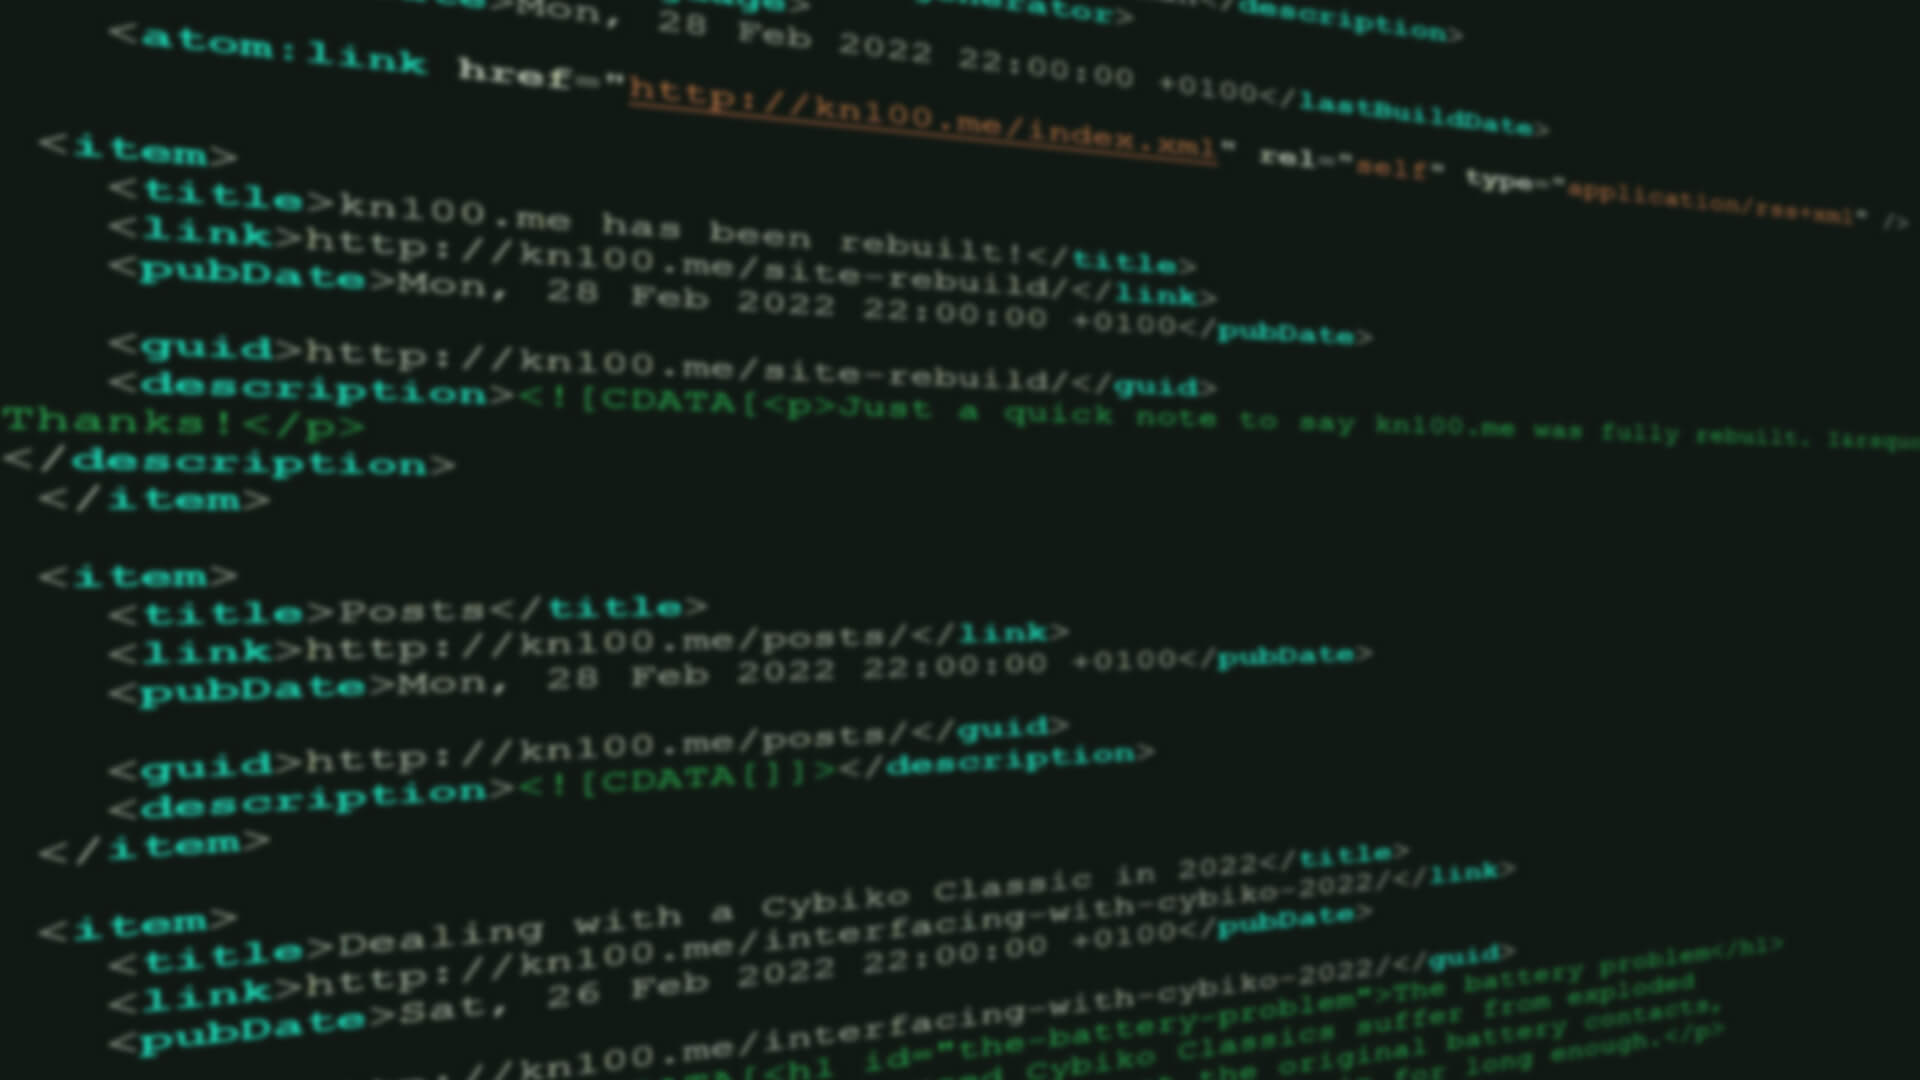 </description>
Mon, 28 Feb 2022 22:00:00 +0100</lastBuildDate>
<atom:link href="http://kn100.me/index.xml" rel="self" type="application/rss+xml" />
<item>
<title>kn100.me has been rebuilt!</title>
<link>http://kn100.me/site-rebuild/</link>
<pubDate>Mon, 28 Feb 2022 22:00:00 +0100</pubDate>
<guid>http://kn100.me/site-rebuild/</guid>
<description><![CDATA[<p>Just a quick note to say kn100.me was fully rebuilt.
Thanks!</p>
</description>
</item>
<item>
<title>Posts</title>
<link>http://kn100.me/posts/</link>
<pubDate>Mon, 28 Feb 2022 22:00:00 +0100</pubDate>
<guid>http://kn100.me/posts/</guid>
<description><![CDATA[]]></description>
</item>
<item>
<title>Dealing with a Cybiko Classic in 2022</title>
<link>http://kn100.me/interfacing-with-cybiko-2022/</link>
<pubDate>Sat, 26 Feb 2022 22:00:00 +0100</pubDate>
//kn100.me/interfacing-with-cybiko-2022/</guid>
<h1 id="the-battery-problem">The battery problem</h1>
Cybiko Classics suffer from exploded
the original battery contacts,
for long enough.</p>